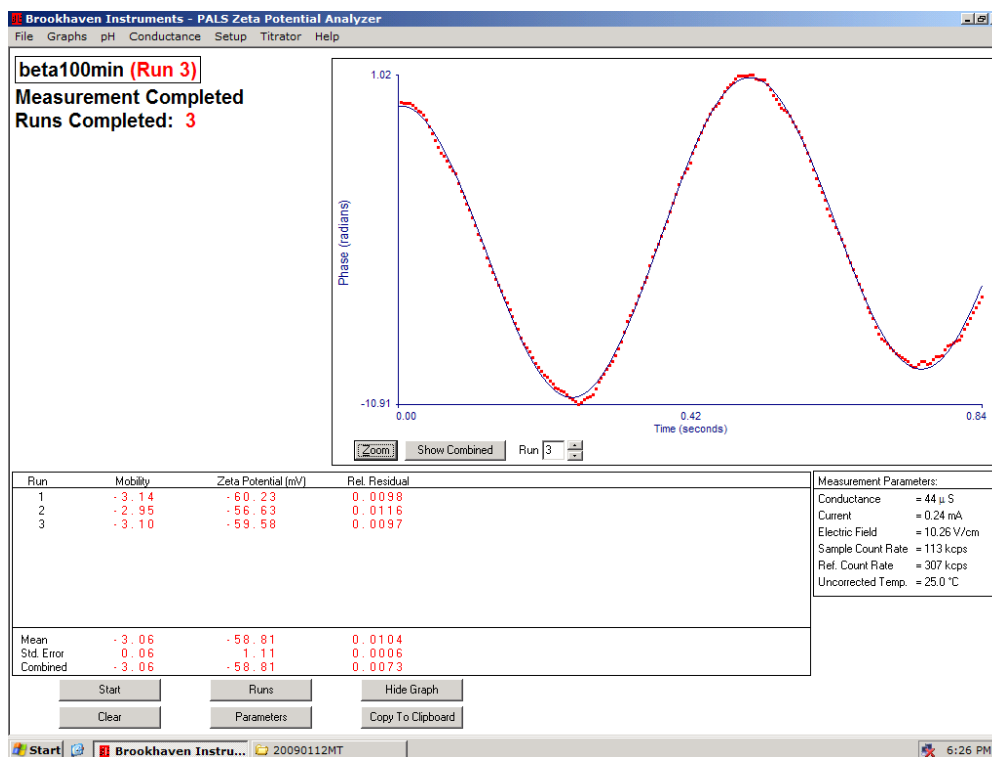 Brookhaven Instruments - PALS Zeta Potential Analyzer
File Graphs pH Conductance Setup Titrator Help
beta100min (Run 3)
Measurement Completed
Runs Completed: 3
1.02
Phase (radians)
-10.91
0.00 0.42 0.84
Time (seconds)
Zoom Show Combined Run 3
Run Mobility Zeta Potential (mV) Rel. Residual
1 -3.14 -60.23 0.0098
2 -2.95 -56.63 0.0116
3 -3.10 -59.58 0.0097
Mean -3.06 -58.81 0.0104
Std. Error 0.06 1.11 0.0006
Combined -3.06 -58.81 0.0073
Measurement Parameters:
Conductance = 44 µS
Current = 0.24 mA
Electric Field = 10.26 V/cm
Sample Count Rate = 113 kcps
Ref. Count Rate = 307 kcps
Uncorrected Temp. = 25.0 °C
Start Runs Hide Graph
Clear Parameters Copy To Clipboard
Start Brookhaven Instru... 20090112MT 6:26 PM